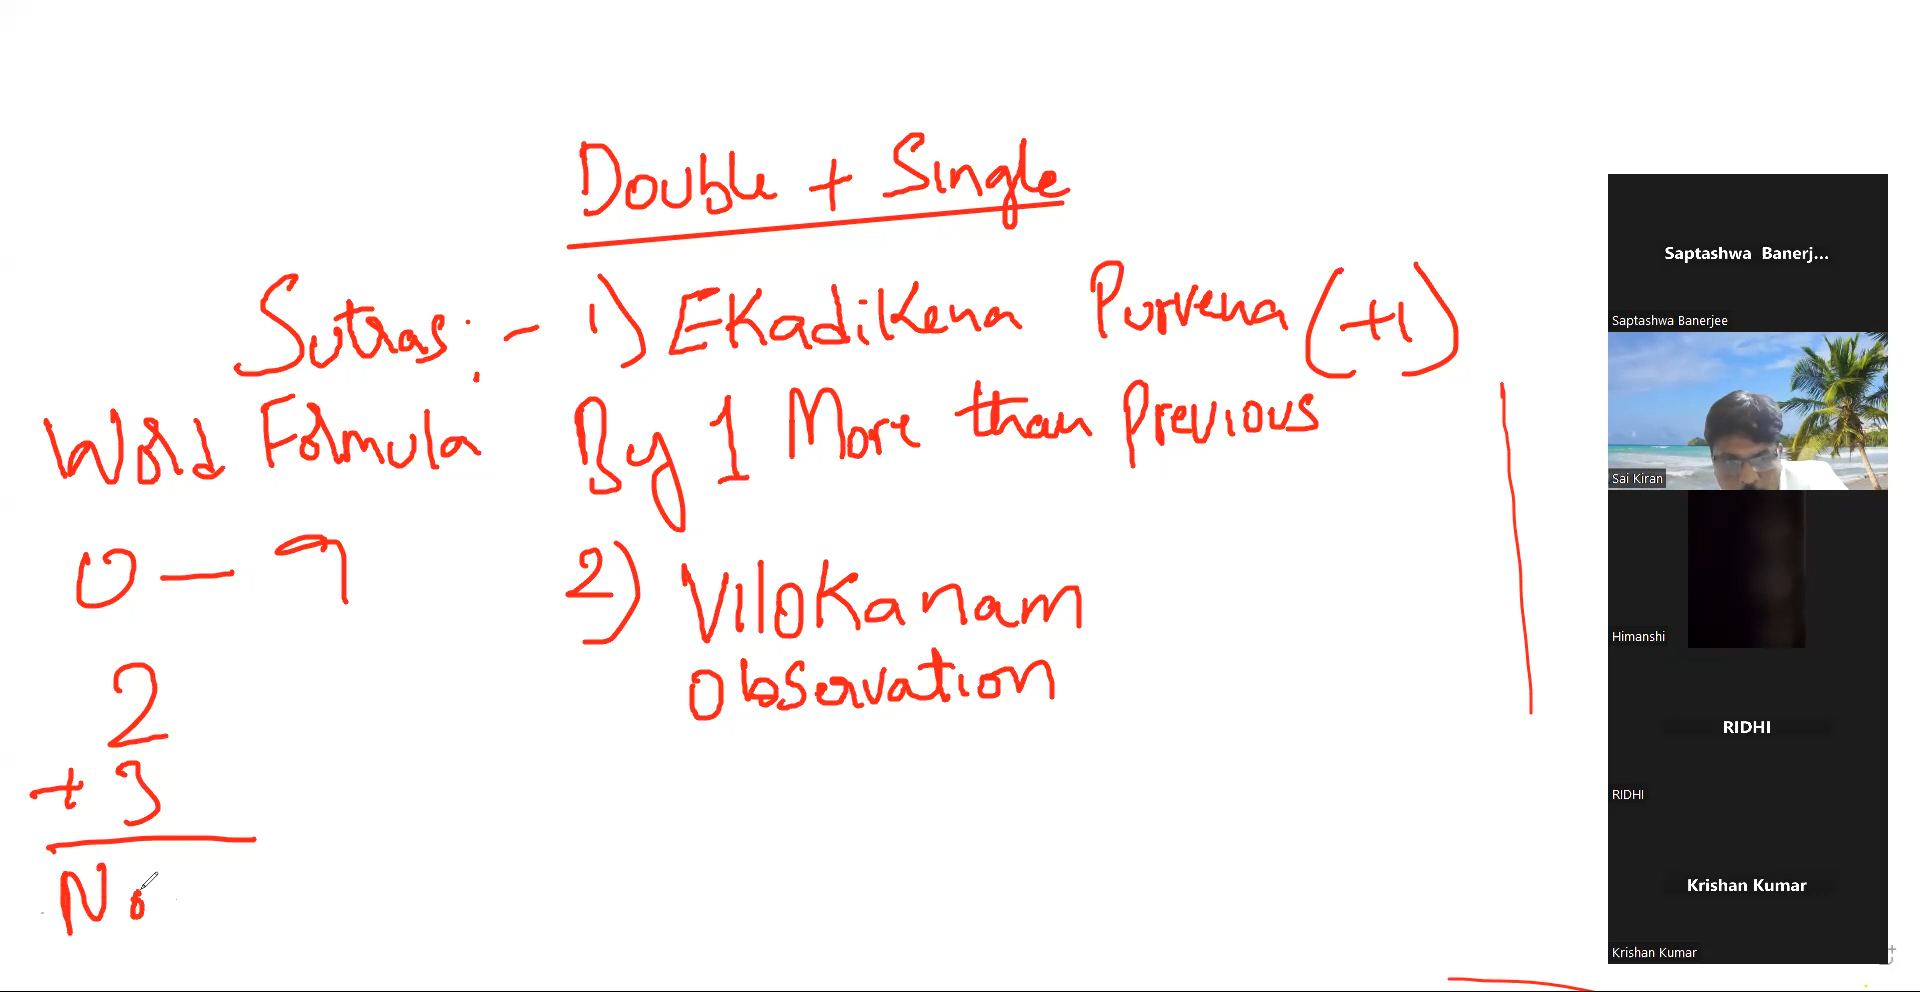 Double + Single
Sutras :- 1) EKadiKena Purvena (+1)
Word Formula By 1 More than Previous
0 — 9
2) VilOKanam
Observation
2
+ 3
No
Saptashwa Banerj...
Saptashwa Banerjee
Sai Kiran
Himanshi
RIDHI
RIDHI
Krishan Kumar
Krishan Kumar